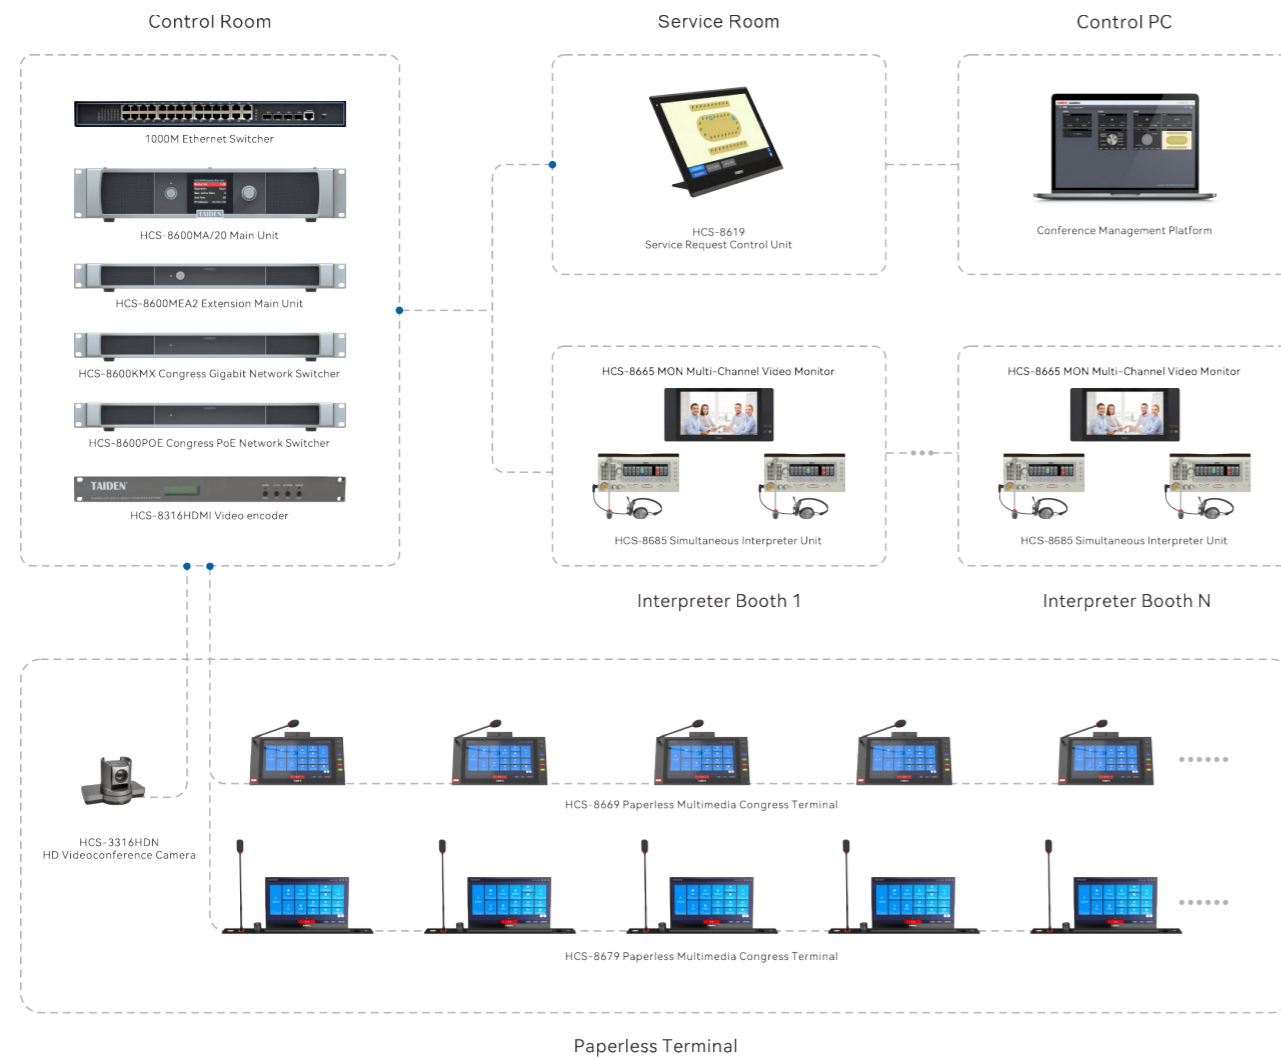 Control Room
Service Room
Control PC
1000M Ethernet Switcher
TAIDEN
HCS-8600MA/20 Main Unit
HCS-8600MEA2 Extension Main Unit
HCS-8600KMX Congress Gigabit Network Switcher
HCS-8600POE Congress PoE Network Switcher
TAIDEN
HCS-8316HDMI Video encoder
HCS-8619
Service Request Control Unit
Conference Management Platform
HCS-8665 MON Multi-Channel Video Monitor
HCS-8685 Simultaneous Interpreter Unit
HCS-8665 MON Multi-Channel Video Monitor
HCS-8685 Simultaneous Interpreter Unit
Interpreter Booth 1
Interpreter Booth N
HCS-3316HDN
HD Videoconference Camera
HCS-8669 Paperless Multimedia Congress Terminal
HCS-8679 Paperless Multimedia Congress Terminal
Paperless Terminal